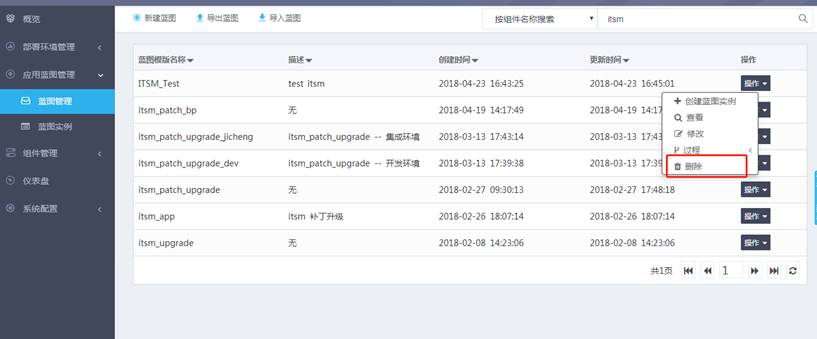 概览
部署环境管理
应用蓝图管理
蓝图管理
蓝图实例
组件管理
仪表盘
系统配置
新建蓝图 导出蓝图 导入蓝图 按组件名称搜索 itsm
蓝图模版名称 描述 创建时间 更新时间 操作
ITSM_Test test itsm 2018-04-23 16:43:25 2018-04-23 16:45:01 操作
itsm_patch_bp 无 2018-04-19 14:17:49 2018-04-19 14:17
itsm_patch_upgrade_jicheng itsm_patch_upgrade -- 集成环境 2018-03-13 17:43:14 2018-03-13 17:43
itsm_patch_upgrade_dev itsm_patch_upgrade -- 开发环境 2018-03-13 17:39:38 2018-03-13 17:39
itsm_patch_upgrade 无 2018-02-27 09:30:13 2018-02-27 17:48:18 操作
itsm_app itsm 补丁升级 2018-02-26 18:07:14 2018-02-26 18:07:14 操作
itsm_upgrade 无 2018-02-08 14:23:06 2018-02-08 14:23:06 操作
创建蓝图实例
查看
修改
过程
删除
共1页 1